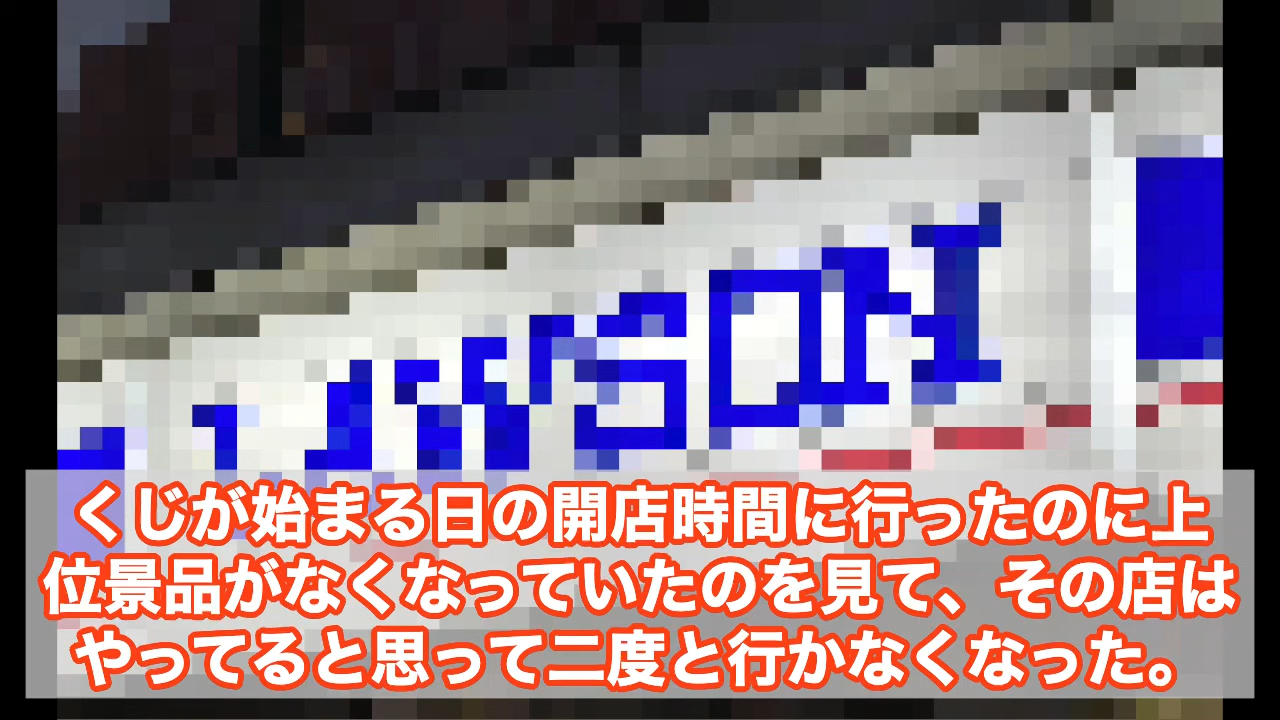 LAWSON
くじが始まる日の開店時間に行ったのに上
位景品がなくなっていたのを見て、その店は
やってると思って二度と行かなくなった。